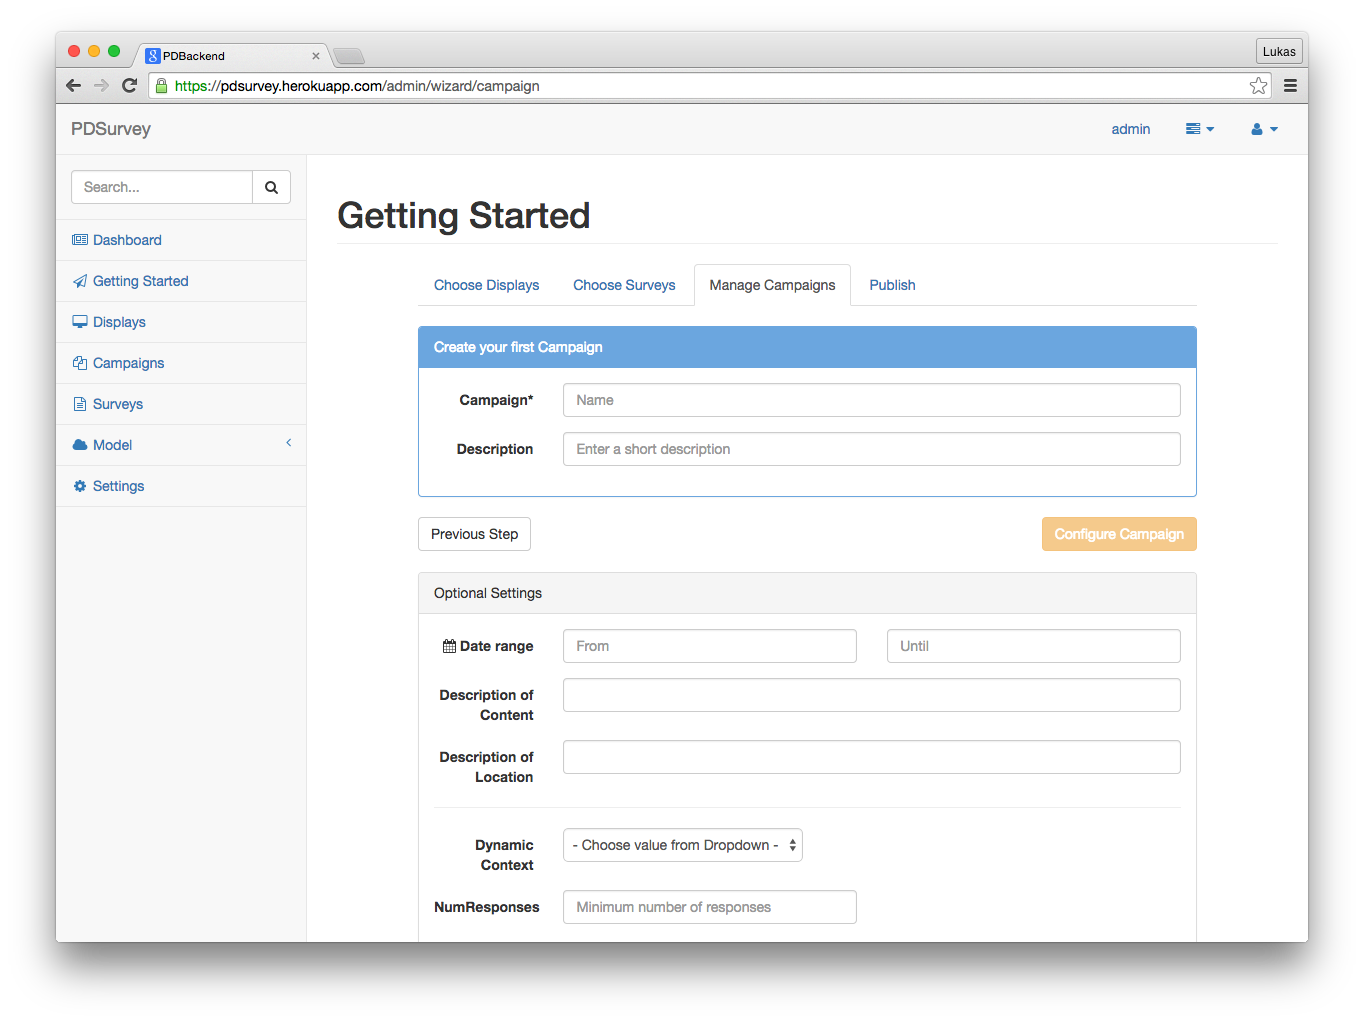 PDBackend
Lukas
https://pdsurvey.herokuapp.com/admin/wizard/campaign
PDSurvey
admin
Search...
Dashboard
Getting Started
Displays
Campaigns
Surveys
Model
Settings
Getting Started
Choose Displays Choose Surveys Manage Campaigns Publish
Create your first Campaign
Campaign* Name
Description Enter a short description
Previous Step Configure Campaign
Optional Settings
Date range From Until
Description of
Content
Description of
Location
Dynamic
Context
- Choose value from Dropdown -
NumResponses Minimum number of responses